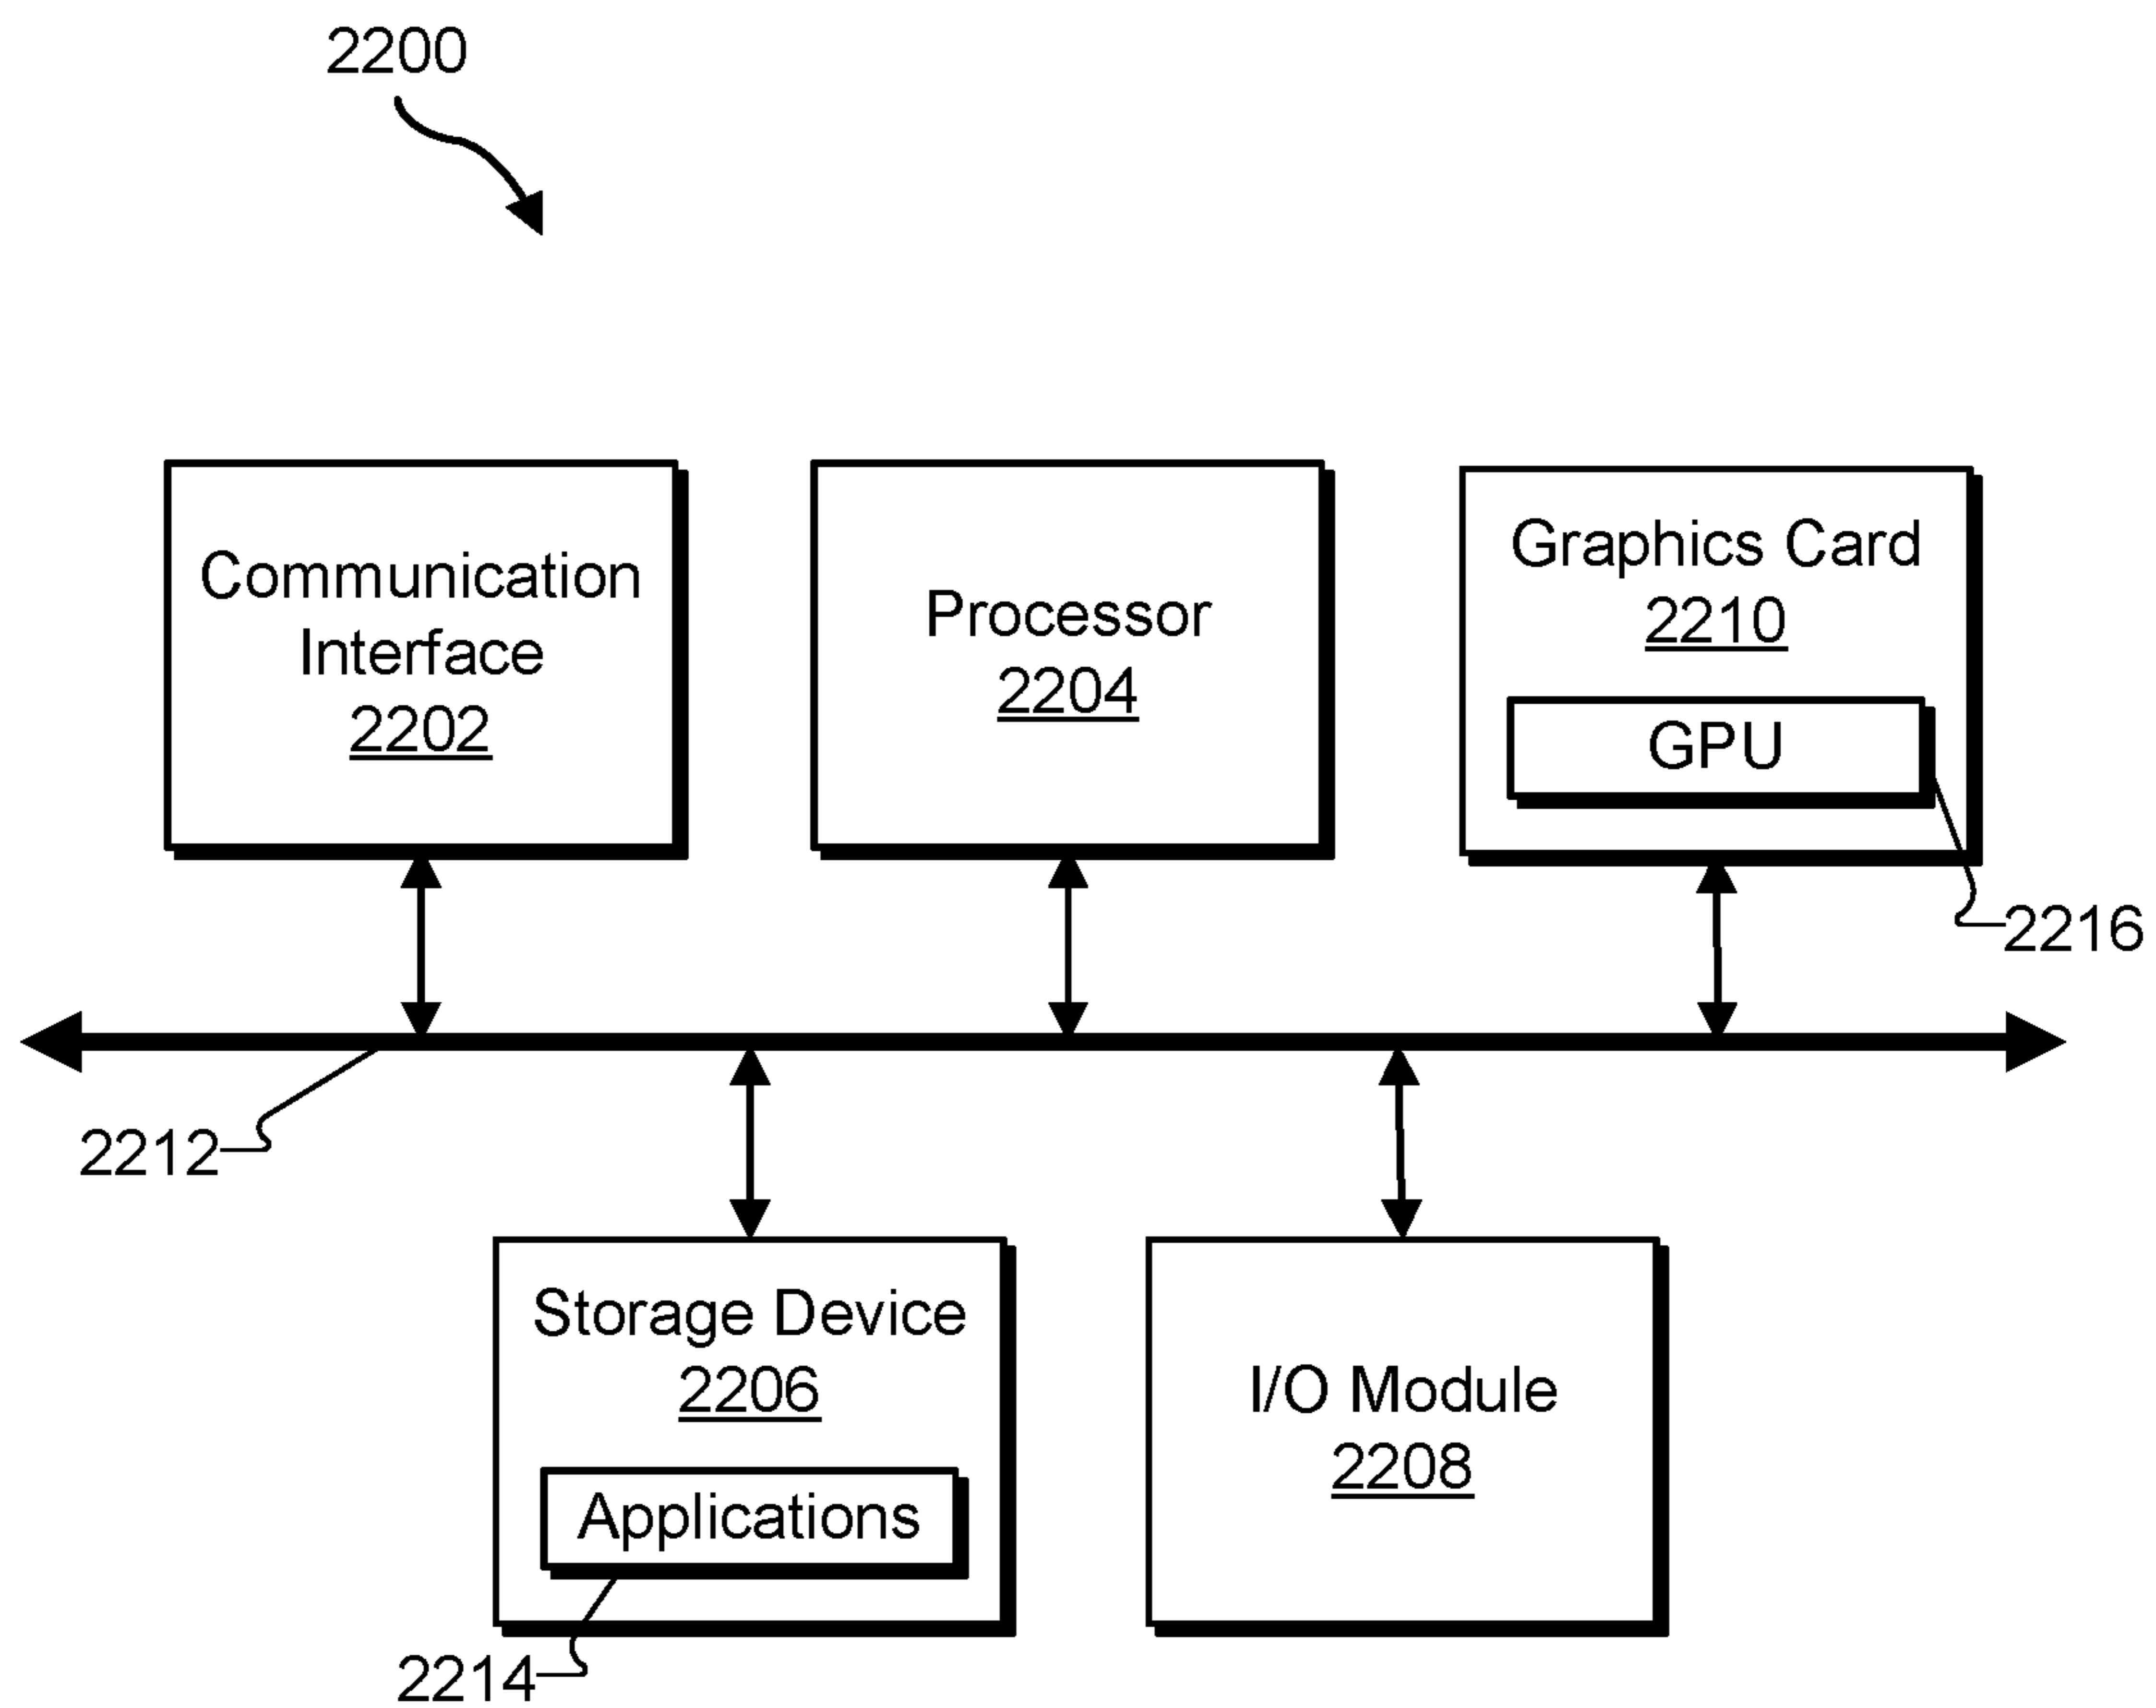 2200
Communication
Interface
2202
Processor
2204
Graphics Card
2210
GPU
2216
2212
Storage Device
2206
Applications
2214
I/O Module
2208